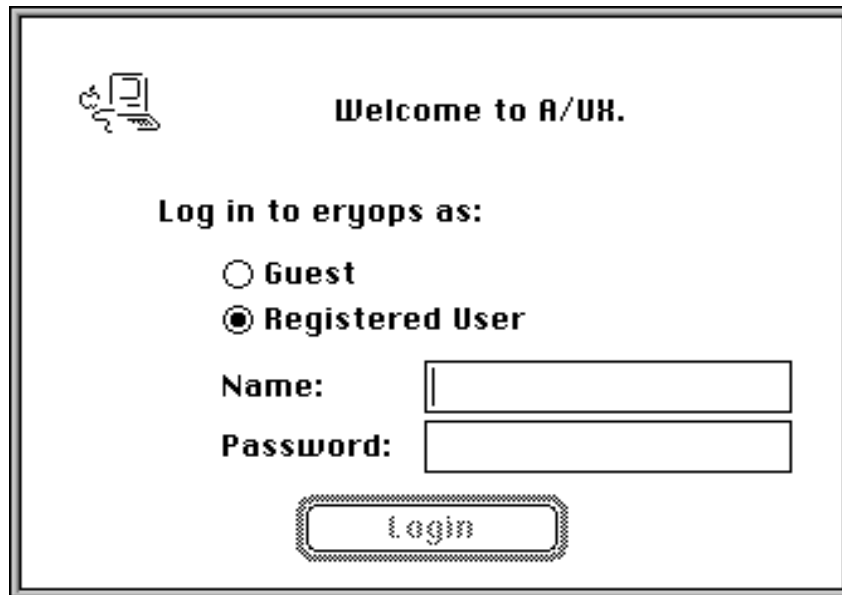 Welcome to A/UX.
Log in to eryops as:
Guest
Registered User
Name:
Password:
Login